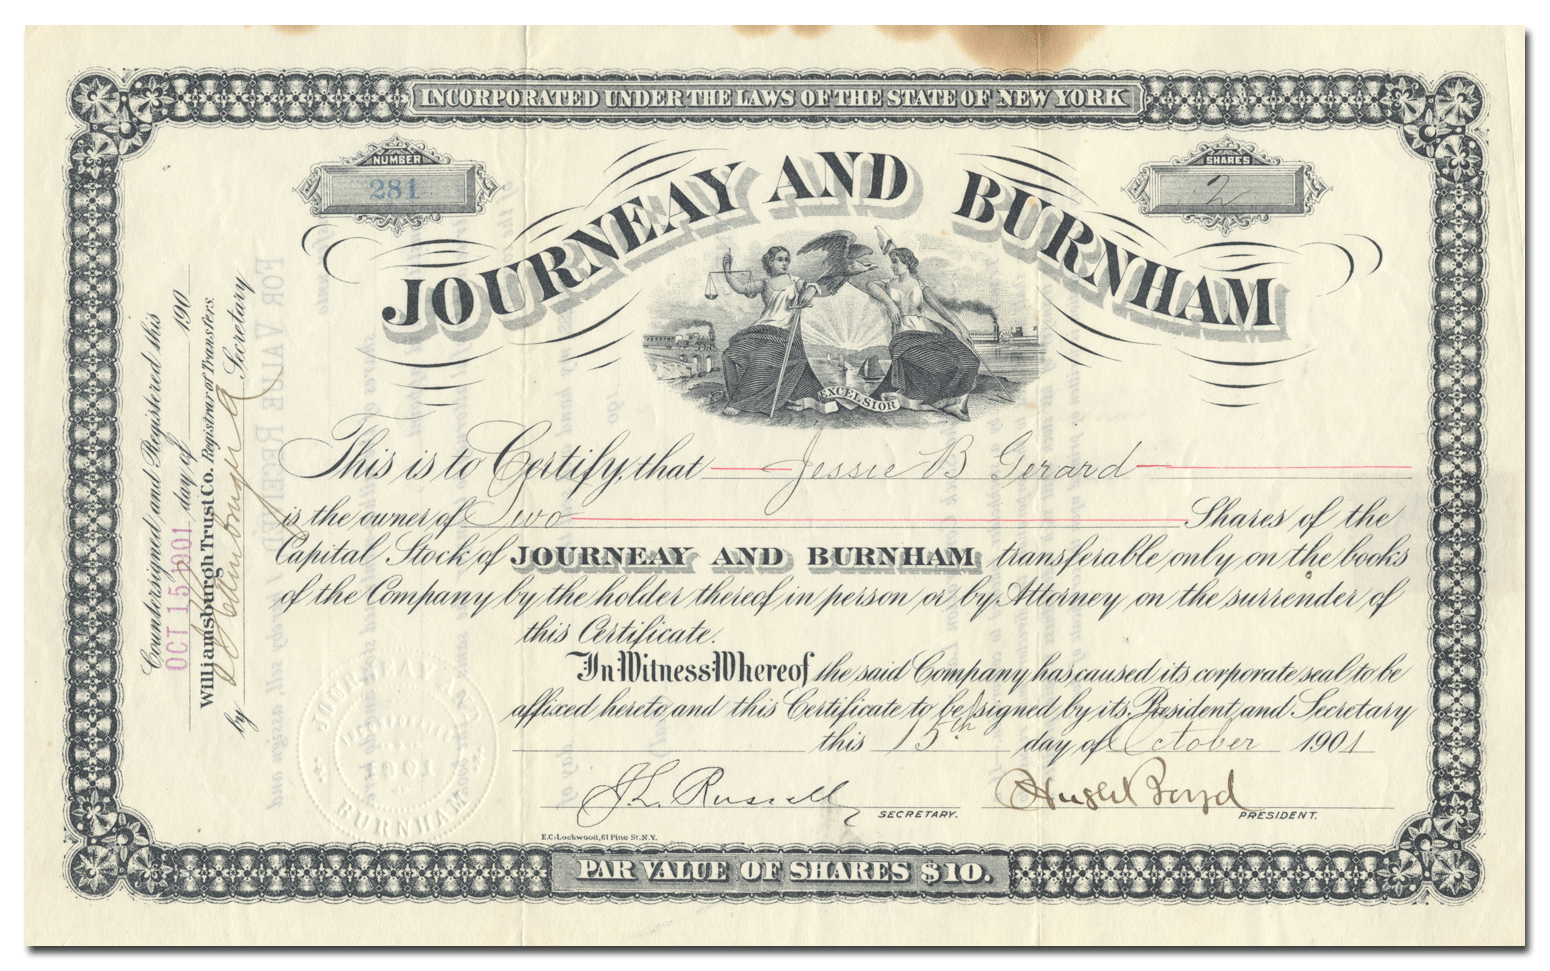 INCORPORATED UNDER THE LAWS OF THE STATE OF NEW YORK
NUMBER
281
SHARES
2
JOURNEAY AND BURNHAM
EXCELSIOR
This is to Certify, that Jessie B Gerard
is the owner of Two Shares of the
Capital Stock of JOURNEAY AND BURNHAM transferable only on the books
of the Company by the holder thereof in person or by Attorney on the surrender of
this Certificate.
In Witness Whereof the said Company has caused its corporate seal to be
affixed hereto and this Certificate to be signed by its President and Secretary
this 15th day of October 1901
J L Russell
SECRETARY.
Hugh Boyd
PRESIDENT.
E.C. Lockwood, 61 Pine St. N.Y.
PAR VALUE OF SHARES $10.
Countersigned and Registered this
OCT 15 1901 day of 190
Williamsburgh Trust Co. Registrar of Transfers
by Secretary
JOURNEAY AND BURNHAM
1901
FOR VALUE RECEIVED